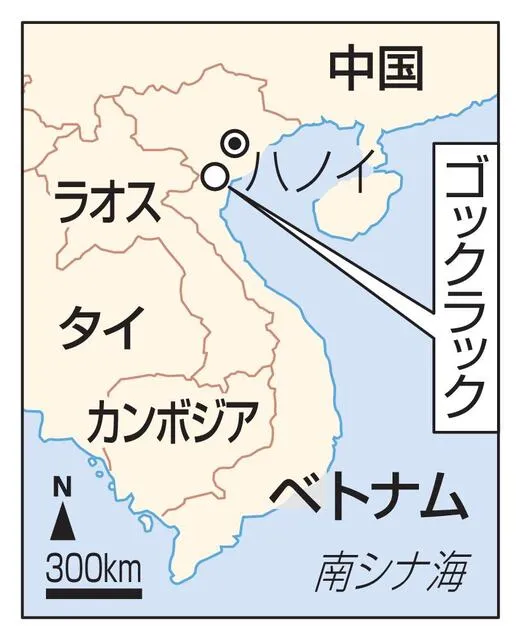 中国
ハノイ
ゴックラック
ラオス
タイ
カンボジア
ベトナム
N
300km
南シナ海